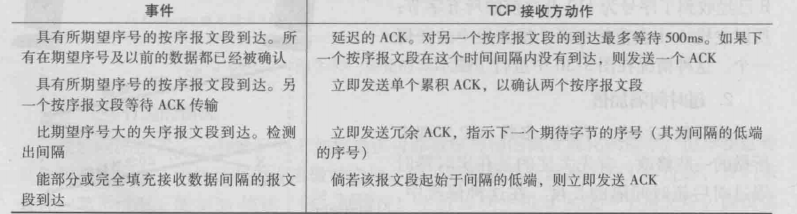 事件
TCP 接收方动作
具有所期望序号的按序报文段到达。所
有在期望序号及以前的数据都已经被确认
延迟的 ACK。对另一个按序报文段的到达最多等待 500ms。如果下
一个按序报文段在这个时间间隔内没有到达，则发送一个 ACK
具有所期望序号的按序报文段到达。另
一个按序报文段等待 ACK 传输
立即发送单个累积 ACK，以确认两个按序报文段
比期望序号大的失序报文段到达。检测
出间隔
立即发送冗余 ACK，指示下一个期待字节的序号（其为间隔的低端
的序号）
能部分或完全填充接收数据间隔的报文
段到达
倘若该报文段起始于间隔的低端，则立即发送 ACK